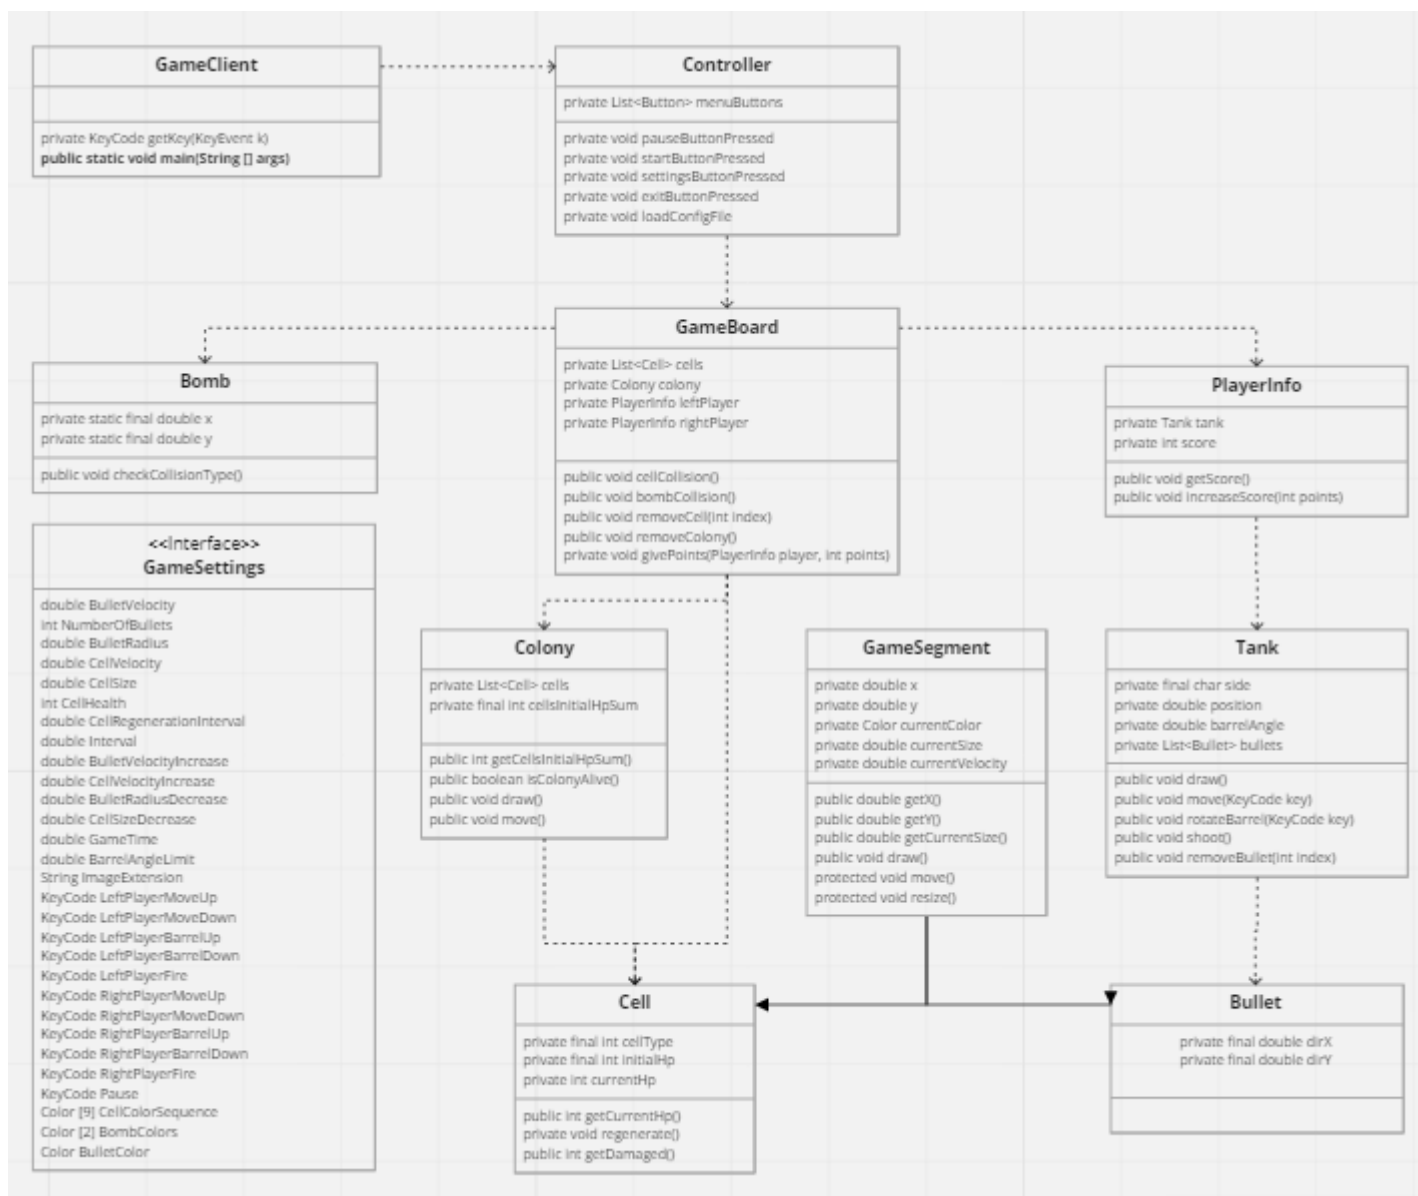 GameClient
private KeyCode getKey(KeyEvent k)
public static void main(String [] args)
Controller
private List<Button> menuButtons
private void pauseButtonPressed
private void startButtonPressed
private void settingsButtonPressed
private void exitButtonPressed
private void loadConfigFile
GameBoard
private List<Cell> cells
private Colony colony
private PlayerInfo leftPlayer
private PlayerInfo rightPlayer
public void cellCollision()
public void bombCollision()
public void removeCell(int index)
public void removeColony()
private void givePoints(PlayerInfo player, int points)
Bomb
private static final double x
private static final double y
public void checkCollisionType()
PlayerInfo
private Tank tank
private int score
public void getScore()
public void increaseScore(int points)
<<Interface>>
GameSettings
double BulletVelocity
int NumberOfBullets
double BulletRadius
double CellVelocity
double CellSize
int CellHealth
double CellRegenerationInterval
double Interval
double BulletVelocityIncrease
double CellVelocityIncrease
double BulletRadiusDecrease
double CellSizeDecrease
double GameTime
double BarrelAngleLimit
String ImageExtension
KeyCode LeftPlayerMoveUp
KeyCode LeftPlayerMoveDown
KeyCode LeftPlayerBarrelUp
KeyCode LeftPlayerBarrelDown
KeyCode LeftPlayerFire
KeyCode RightPlayerMoveUp
KeyCode RightPlayerMoveDown
KeyCode RightPlayerBarrelUp
KeyCode RightPlayerBarrelDown
KeyCode RightPlayerFire
KeyCode Pause
Color [9] CellColorSequence
Color [2] BombColors
Color BulletColor
Colony
private List<Cell> cells
private final int cellsInitialHpSum
public int getCellsInitialHpSum()
public boolean isColonyAlive()
public void draw()
public void move()
GameSegment
private double x
private double y
private Color currentColor
private double currentSize
private double currentVelocity
public double getX()
public double getY()
public double getCurrentSize()
public void draw()
protected void move()
protected void resize()
Tank
private final char side
private double position
private double barrelAngle
private List<Bullet> bullets
public void draw()
public void move(KeyCode key)
public void rotateBarrel(KeyCode key)
public void shoot()
public void removeBullet(int index)
Cell
private final int cellType
private final int initialHp
private int currentHp
public int getCurrentHp()
private void regenerate()
public int getDamaged()
Bullet
private final double dirX
private final double dirY